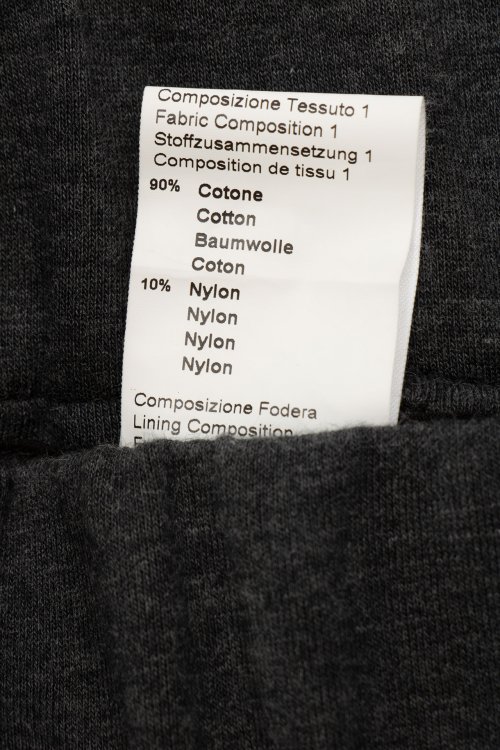 Composizione Tessuto 1
Fabric Composition 1
Stoffzusammensetzung 1
Composition de tissu 1
90% Cotone
Cotton
Baumwolle
Coton
10% Nylon
Nylon
Nylon
Nylon
Composizione Fodera
Lining Composition